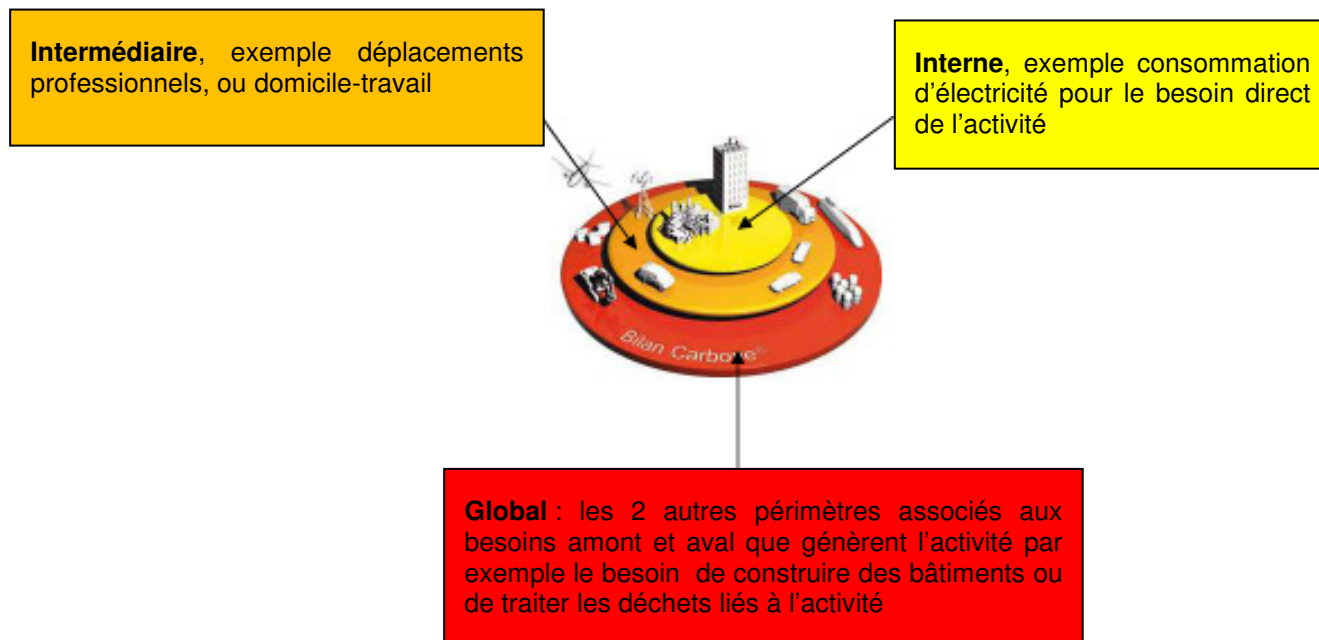 Intermédiaire, exemple déplacements
professionnels, ou domicile-travail
Interne, exemple consommation
d’électricité pour le besoin direct
de l’activité
Bilan Carbone®
Global : les 2 autres périmètres associés aux
besoins amont et aval que génèrent l’activité par
exemple le besoin de construire des bâtiments ou
de traiter les déchets liés à l’activité